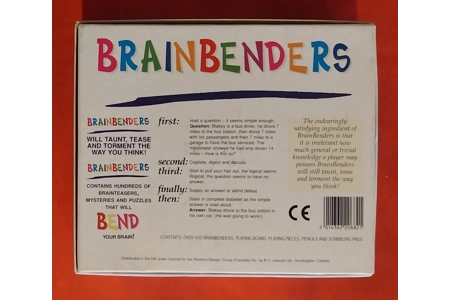 BRAINBENDERS
BRAINBENDERS
WILL TAUNT, TEASE
AND TORMENT THE
WAY YOU THINK!
BRAINBENDERS
CONTAINS HUNDREDS OF
BRAINTEASERS,
MYSTERIES AND PUZZLES
THAT WILL
BEND
YOUR BRAIN!
first: read a question – it seems simple enough.
Question: Blakey is a bus driver, he drove 7
miles to the bus station, then drove 7 miles
with his passengers and then 7 miles to a
garage to have the bus serviced. The
milometer showed he had only driven 14
miles - How is this so?
second: Cogitate, digest and discuss.
third: Start to pull your hair out, the logical seems
illogical, the question seems to have no
answer.
finally: Supply an answer or admit defeat.
then: Stare in complete disbelief as the simple
answer is read aloud.
Answer: Blakey drove to the bus station in
his own car, (he was going to work!)
The enduringly
satisfying ingredient of
BrainBenders is that
it is irrelevant how
much general or trivial
knowledge a player may
possess BrainBenders
will still taunt, tease
and torment the way
you think!
CE
CONTENTS: OVER 500 BRAINBENDERS, PLAYING BOARD, PLAYING PIECES, PENCILS AND SCRIBBLING PADS.